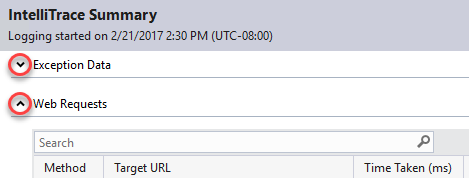 IntelliTrace Summary
Logging started on 2/21/2017 2:30 PM (UTC-08:00)
Exception Data
Web Requests
Search
Method Target URL Time Taken (ms)